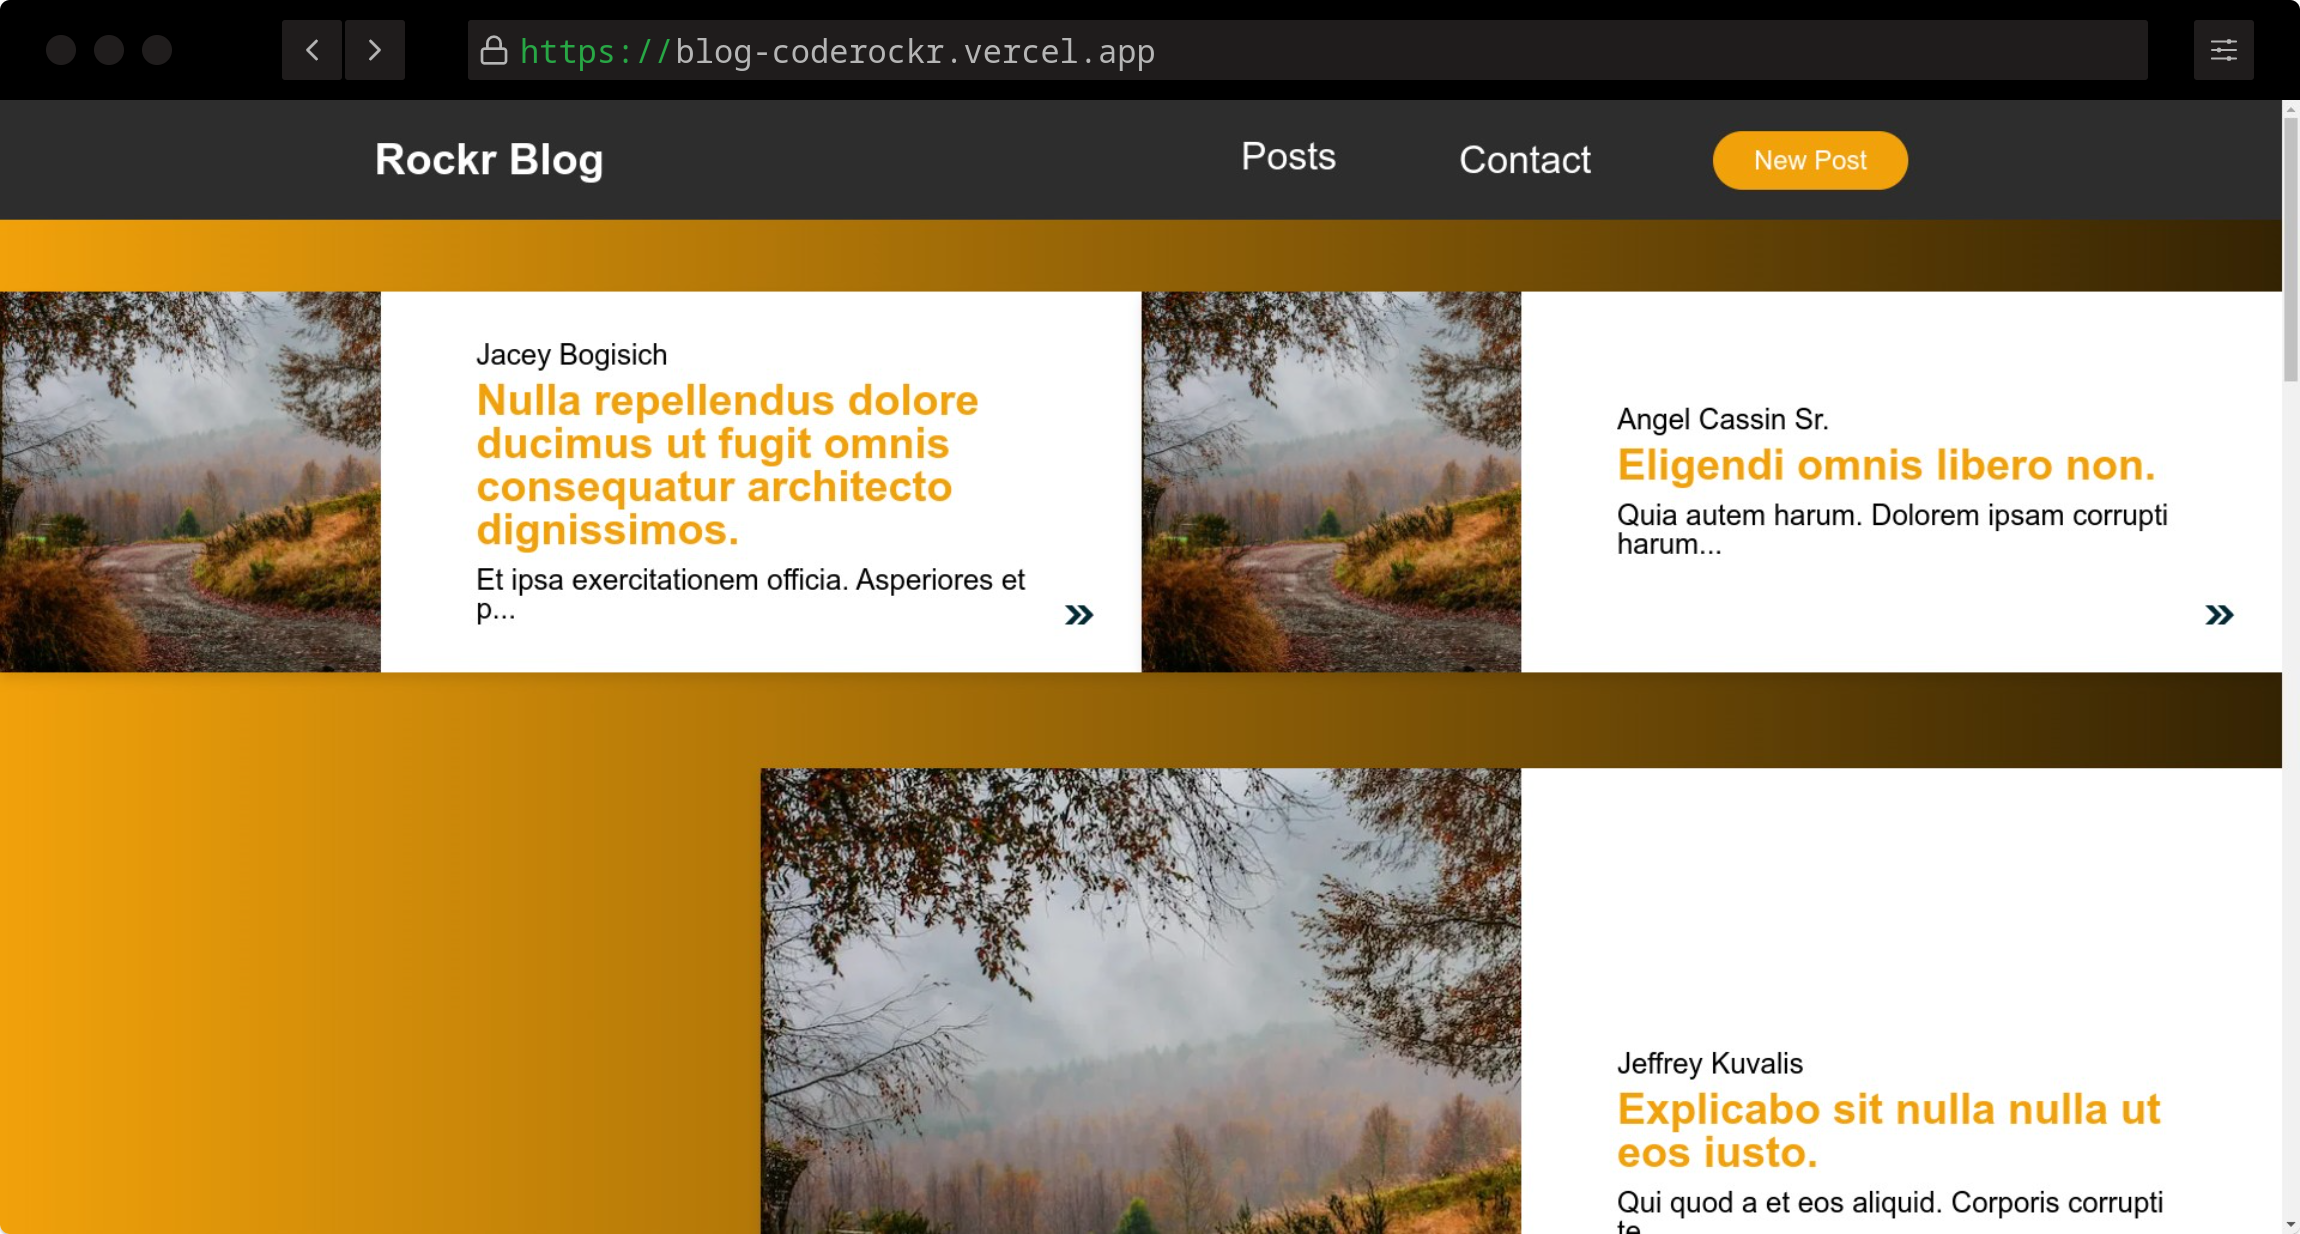 https://blog-coderockr.vercel.app
Rockr Blog
Posts
Contact
New Post
Jacey Bogisich
Nulla repellendus dolore
ducimus ut fugit omnis
consequatur architecto
dignissimos.
Et ipsa exercitationem officia. Asperiores et
p...
Angel Cassin Sr.
Eligendi omnis libero non.
Quia autem harum. Dolorem ipsam corrupti
harum...
Jeffrey Kuvalis
Explicabo sit nulla nulla ut
eos iusto.
Qui quod a et eos aliquid. Corporis corrupti
te